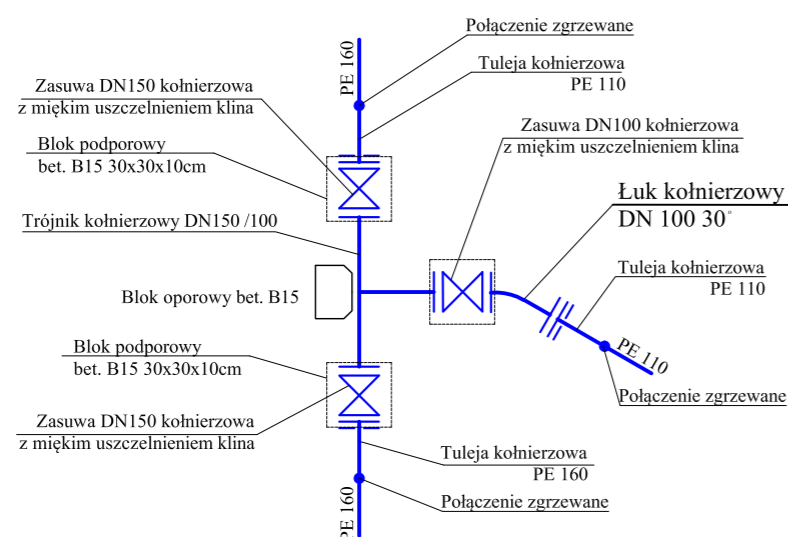 Połączenie zgrzewane
PE 160
Tuleja kołnierzowa
PE 110
Zasuwa DN150 kołnierzowa
z miękim uszczelnieniem klina
Zasuwa DN100 kołnierzowa
z miękim uszczelnieniem klina
Blok podporowy
bet. B15 30x30x10cm
Łuk kołnierzowy
DN 100 30°
Trójnik kołnierzowy DN150 /100
Tuleja kołnierzowa
PE 110
Blok oporowy bet. B15
Blok podporowy
bet. B15 30x30x10cm
PE 110
Połączenie zgrzewane
Zasuwa DN150 kołnierzowa
z miękim uszczelnieniem klina
Tuleja kołnierzowa
PE 160
Połączenie zgrzewane
PE 160